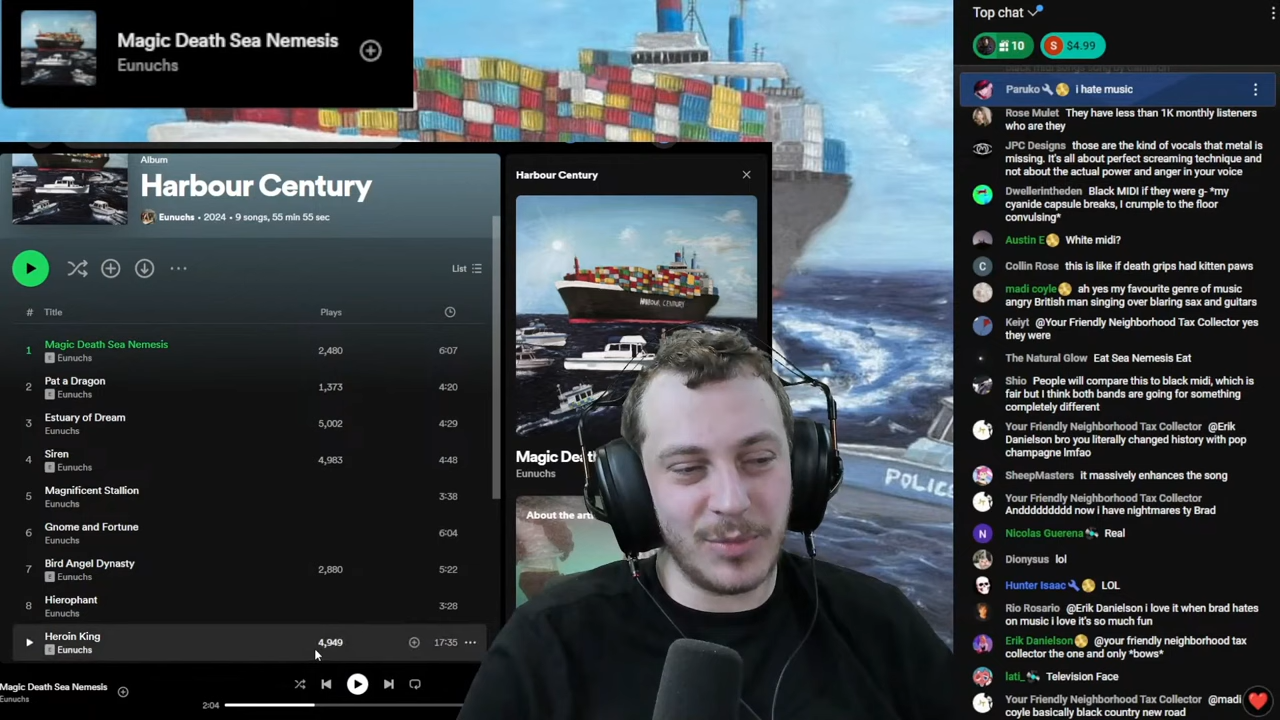 Magic Death Sea Nemesis
Eunuchs
Album
Harbour Century
Eunuchs • 2024 • 9 songs, 55 min 55 sec
List
# Title Plays
1 Magic Death Sea Nemesis 2,480 6:07
E Eunuchs
2 Pat a Dragon 1,373 4:20
E Eunuchs
3 Estuary of Dream 5,002 4:29
Eunuchs
4 Siren 4,983 4:48
E Eunuchs
5 Magnificent Stallion 3:38
Eunuchs
6 Gnome and Fortune 6:04
Eunuchs
7 Bird Angel Dynasty 2,880 5:22
E Eunuchs
8 Hierophant 3:28
Eunuchs
Heroin King 4,949 17:35
E Eunuchs
Magic Death Sea Nemesis
2:04
Harbour Century
HARBOUR CENTURY
Magic Deat
Eunuchs
About the arti
POLICE
Top chat
10
S $4.99
Paruko i hate music
Rose Mulet They have less than 1K monthly listeners
who are they
JPC Designs those are the kind of vocals that metal is
missing. It's all about perfect screaming technique and
not about the actual power and anger in your voice
Dwellerintheden Black MIDI if they were g- *my
cyanide capsule breaks, I crumple to the floor
convulsing*
Austin E White midi?
C Collin Rose this is like if death grips had kitten paws
madi coyle ah yes my favourite genre of music
angry British man singing over blaring sax and guitars
Keiyt @Your Friendly Neighborhood Tax Collector yes
they were
The Natural Glow Eat Sea Nemesis Eat
Shio People will compare this to black midi, which is
fair but I think both bands are going for something
completely different
Your Friendly Neighborhood Tax Collector @Erik
Danielson bro you literally changed history with pop
champagne lmfao
SheepMasters it massively enhances the song
Your Friendly Neighborhood Tax Collector
Anddddddd now i have nightmares ty Brad
N Nicolas Guerena Real
Dionysus lol
Hunter Isaac LOL
Rio Rosario @Erik Danielson i love it when brad hates
on music i love it's so much fun
Erik Danielson @your friendly neighborhood tax
collector the one and only *bows*
lati_ Television Face
Your Friendly Neighborhood Tax Collector @madi
coyle basically black country new road